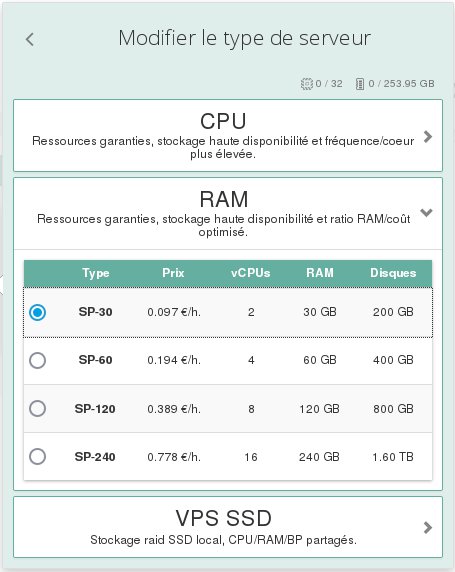 Modifier le type de serveur
0 / 32 0 / 253.95 GB
CPU
Ressources garanties, stockage haute disponibilité et fréquence/coeur
plus élevée.
RAM
Ressources garanties, stockage haute disponibilité et ratio RAM/coût
optimisé.
Type Prix vCPUs RAM Disques
SP-30 0.097 €/h. 2 30 GB 200 GB
SP-60 0.194 €/h. 4 60 GB 400 GB
SP-120 0.389 €/h. 8 120 GB 800 GB
SP-240 0.778 €/h. 16 240 GB 1.60 TB
VPS SSD
Stockage raid SSD local, CPU/RAM/BP partagés.